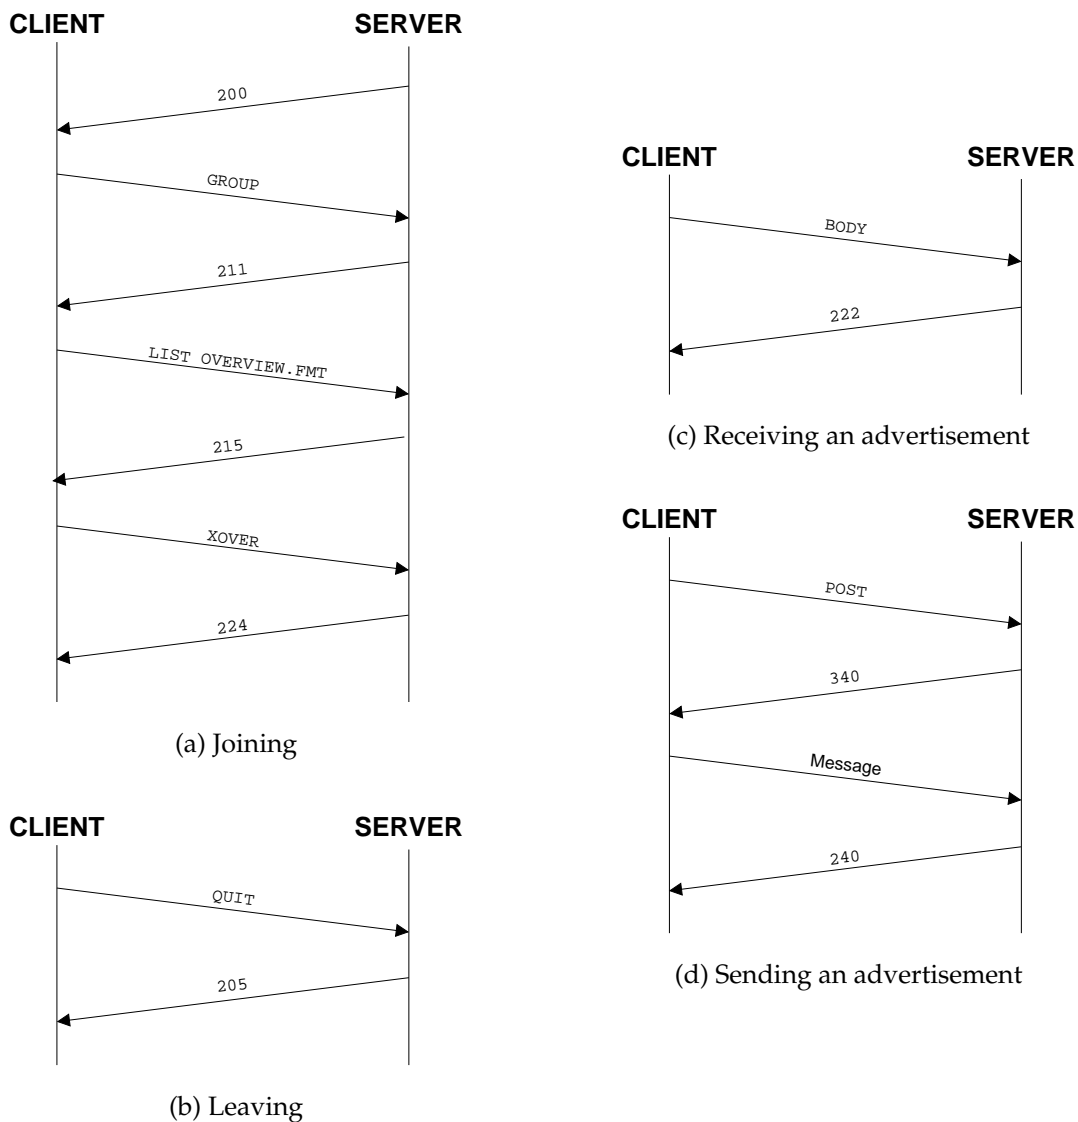 CLIENT SERVER
200
GROUP
211
LIST OVERVIEW.FMT
215
XOVER
224
(a) Joining
CLIENT SERVER
QUIT
205
(b) Leaving
CLIENT SERVER
BODY
222
(c) Receiving an advertisement
CLIENT SERVER
POST
340
Message
240
(d) Sending an advertisement